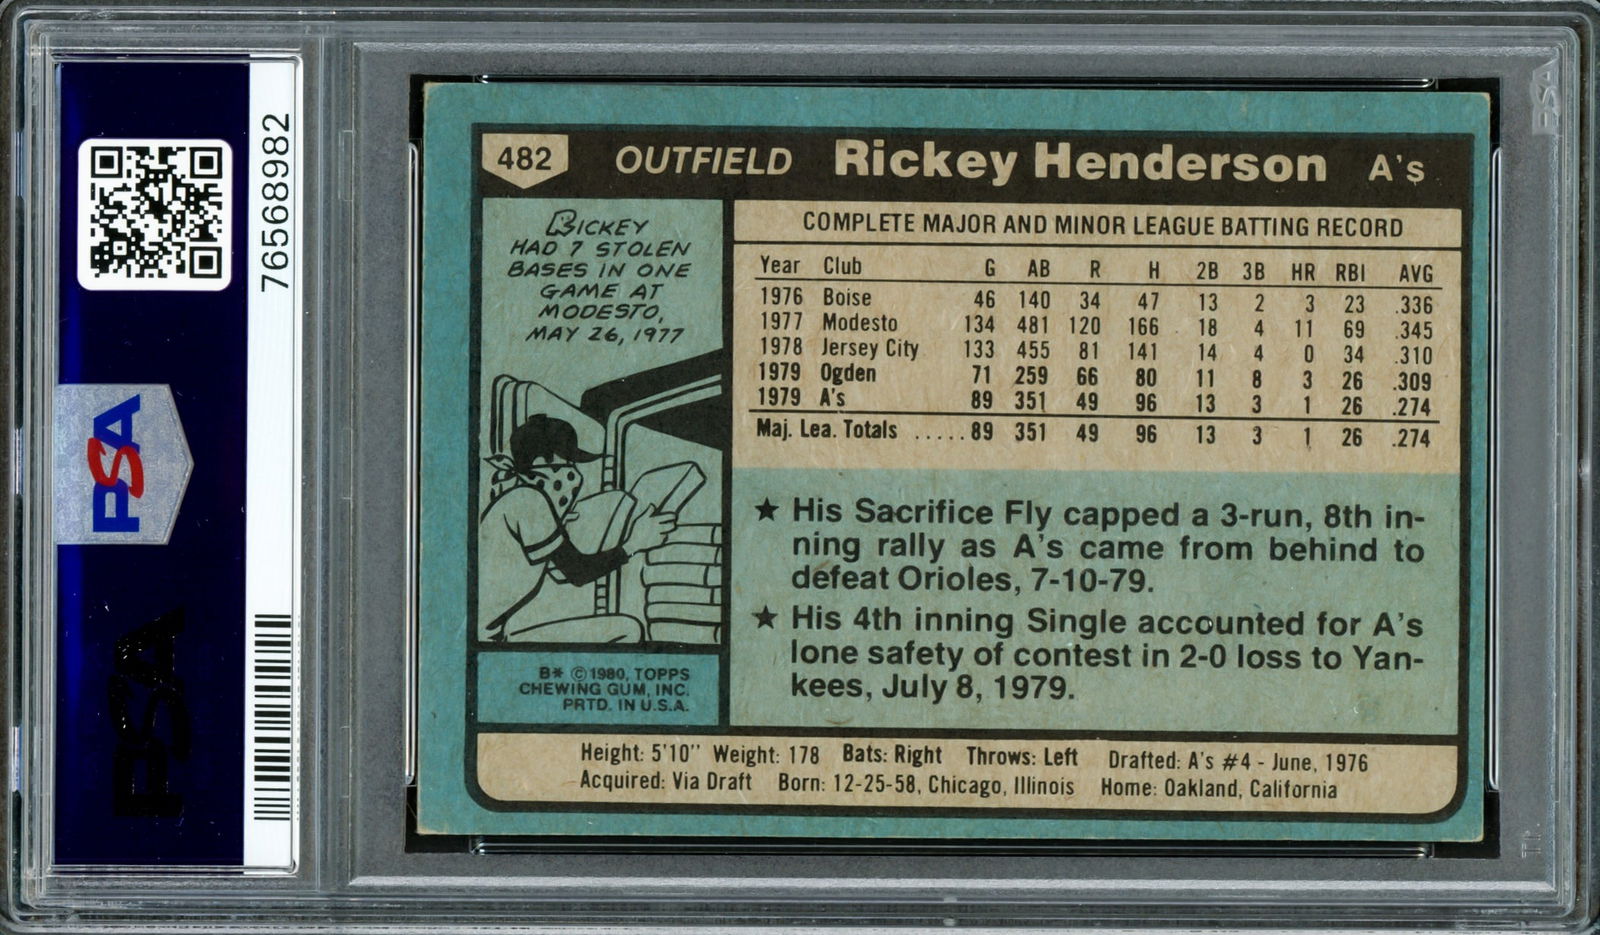 482 OUTFIELD Rickey Henderson A's
RICKEY
HAD 7 STOLEN
BASES IN ONE
GAME AT
MODESTO,
MAY 26, 1977
COMPLETE MAJOR AND MINOR LEAGUE BATTING RECORD
Year Club G AB R H 2B 3B HR RBI AVG
1976 Boise 46 140 34 47 13 2 3 23 .336
1977 Modesto 134 481 120 166 18 4 11 69 .345
1978 Jersey City 133 455 81 141 14 4 0 34 .310
1979 Ogden 71 259 66 80 11 8 3 26 .309
1979 A's 89 351 49 96 13 3 1 26 .274
Maj. Lea. Totals ..... 89 351 49 96 13 3 1 26 .274
★ His Sacrifice Fly capped a 3-run, 8th in-
ning rally as A's came from behind to
defeat Orioles, 7-10-79.
★ His 4th inning Single accounted for A's
lone safety of contest in 2-0 loss to Yan-
kees, July 8, 1979.
B* © 1980, TOPPS
CHEWING GUM, INC.
PRTD. IN U.S.A.
Height: 5'10" Weight: 178 Bats: Right Throws: Left Drafted: A's #4 - June, 1976
Acquired: Via Draft Born: 12-25-58, Chicago, Illinois Home: Oakland, California
76568982
PSA
PSA
PSA